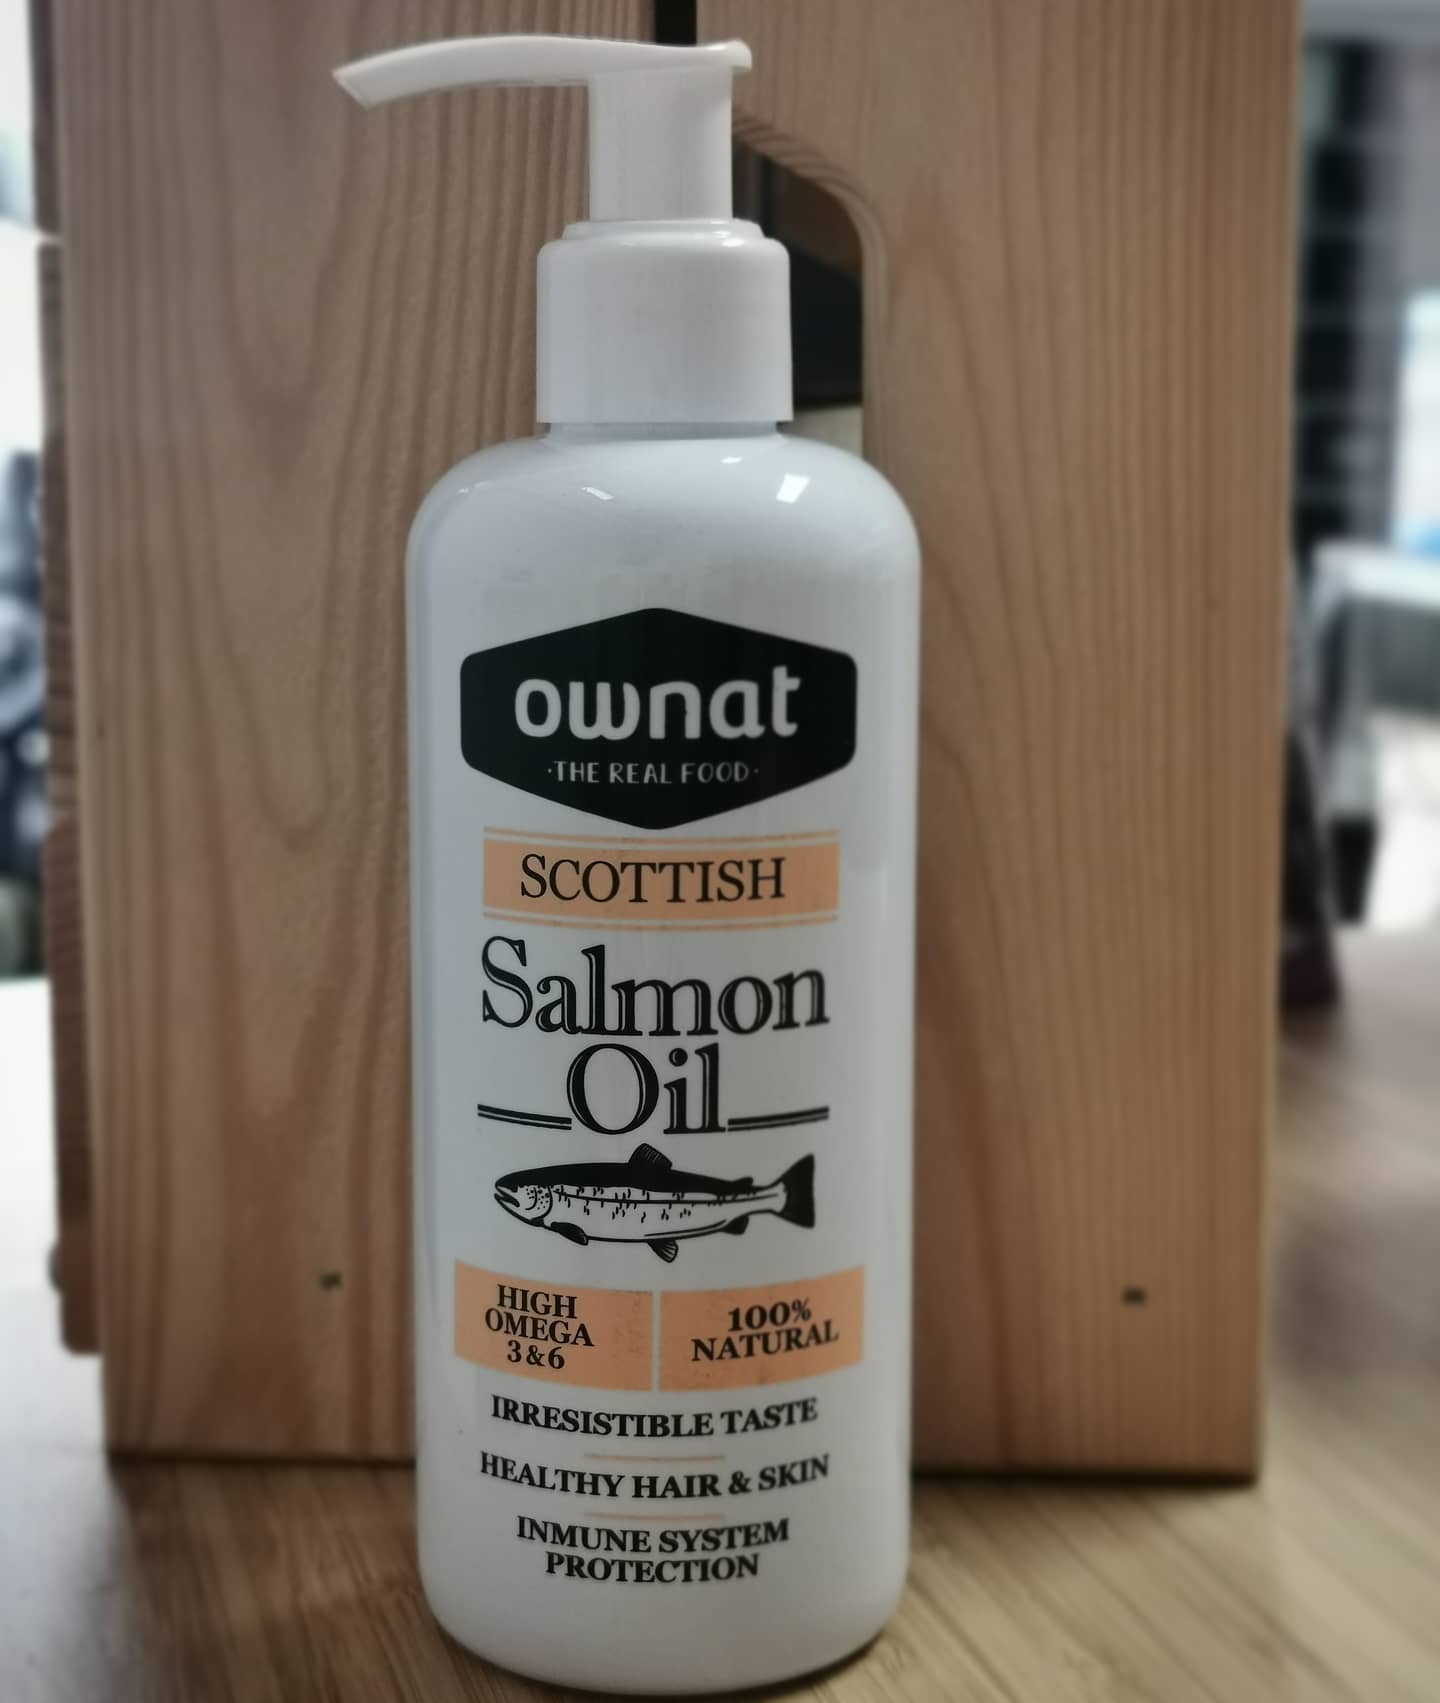 ownat
·THE REAL FOOD·
SCOTTISH
Salmon
Oil
HIGH
OMEGA
3&6
100%
NATURAL
IRRESISTIBLE TASTE
HEALTHY HAIR & SKIN
INMUNE SYSTEM
PROTECTION